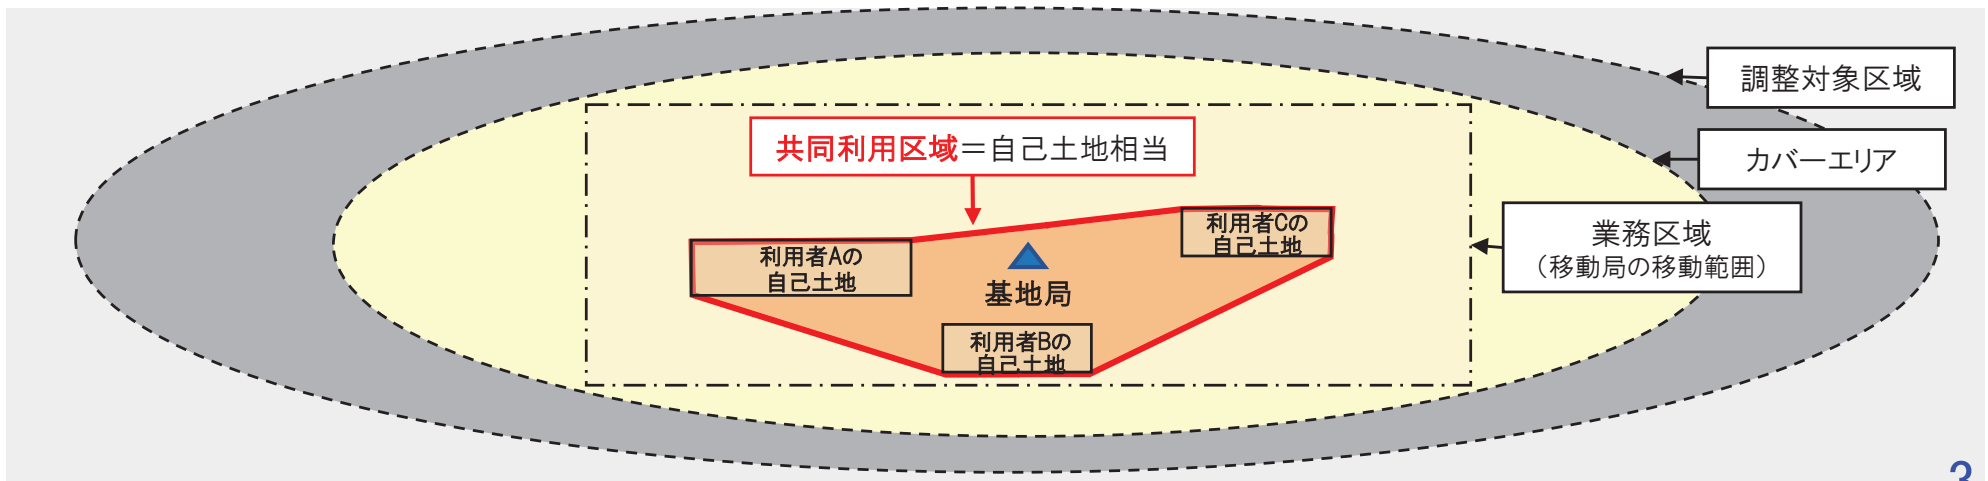 調整対象区域
共同利用区域＝自己土地相当
カバーエリア
業務区域
（移動局の移動範囲）
利用者Cの
自己土地
利用者Aの
自己土地
基地局
利用者Bの
自己土地
3